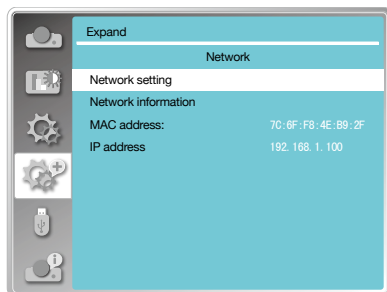 Expand
Network
Network setting
Network information
MAC address: 7C:6F:F8:4E:B9:2F
IP address 192. 168. 1. 100